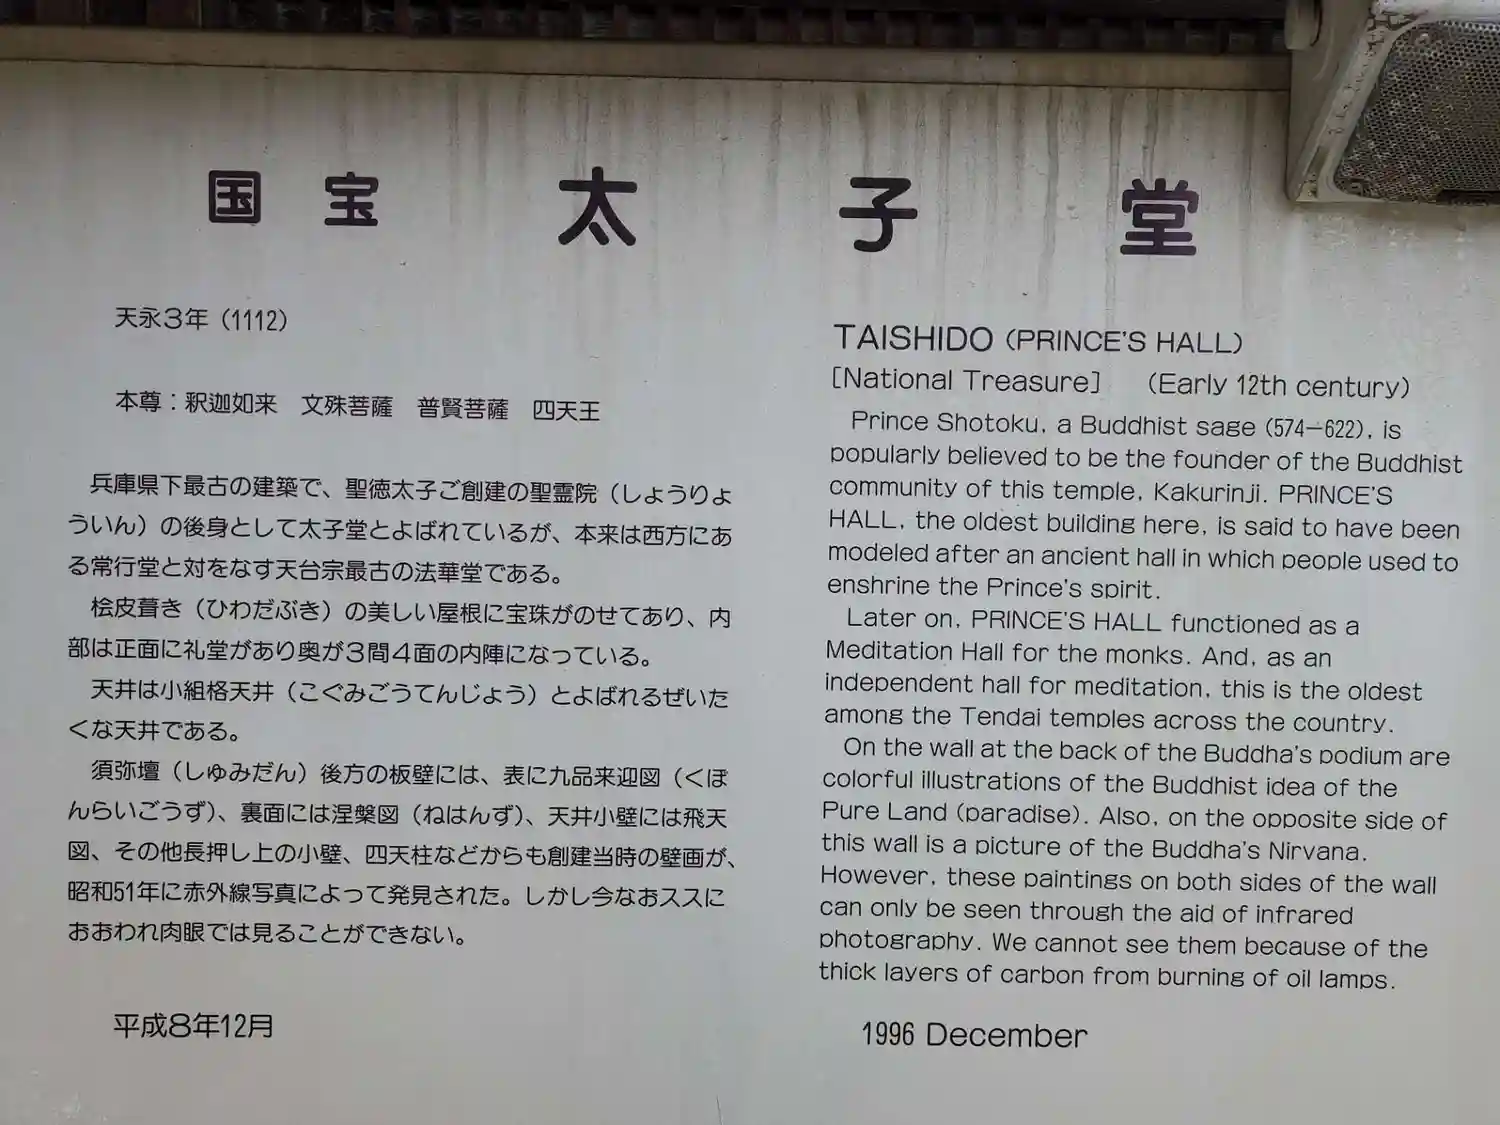 国宝 太子堂
天永3年（1112）
本尊：釈迦如来　文殊菩薩　普賢菩薩　四天王
兵庫県下最古の建築で、聖徳太子ご創建の聖霊院（しょうりょ
ういん）の後身として太子堂とよばれているが、本来は西方にあ
る常行堂と対をなす天台宗最古の法華堂である。
桧皮葺き（ひわだぶき）の美しい屋根に宝珠がのせてあり、内
部は正面に礼堂があり奥が３間４面の内陣になっている。
天井は小組格天井（こぐみごうてんじょう）とよばれるぜいた
くな天井である。
須弥壇（しゅみだん）後方の板壁には、表に九品来迎図（くぽ
んらいごうず）、裏面には涅槃図（ねはんず）、天井小壁には飛天
図、その他長押し上の小壁、四天柱などからも創建当時の壁画が、
昭和51年に赤外線写真によって発見された。しかし今なおススに
おおわれ肉眼では見ることができない。
平成8年12月
TAISHIDO (PRINCE'S HALL)
[National Treasure] (Early 12th century)
Prince Shotoku, a Buddhist sage (574-622), is
popularly believed to be the founder of the Buddhist
community of this temple, Kakurinji. PRINCE'S
HALL, the oldest building here, is said to have been
modeled after an ancient hall in which people used to
enshrine the Prince's spirit.
Later on, PRINCE'S HALL functioned as a
Meditation Hall for the monks. And, as an
independent hall for meditation, this is the oldest
among the Tendai temples across the country.
On the wall at the back of the Buddha's podium are
colorful illustrations of the Buddhist idea of the
Pure Land (paradise). Also, on the opposite side of
this wall is a picture of the Buddha's Nirvana.
However, these paintings on both sides of the wall
can only be seen through the aid of infrared
photography. We cannot see them because of the
thick layers of carbon from burning of oil lamps.
1996 December